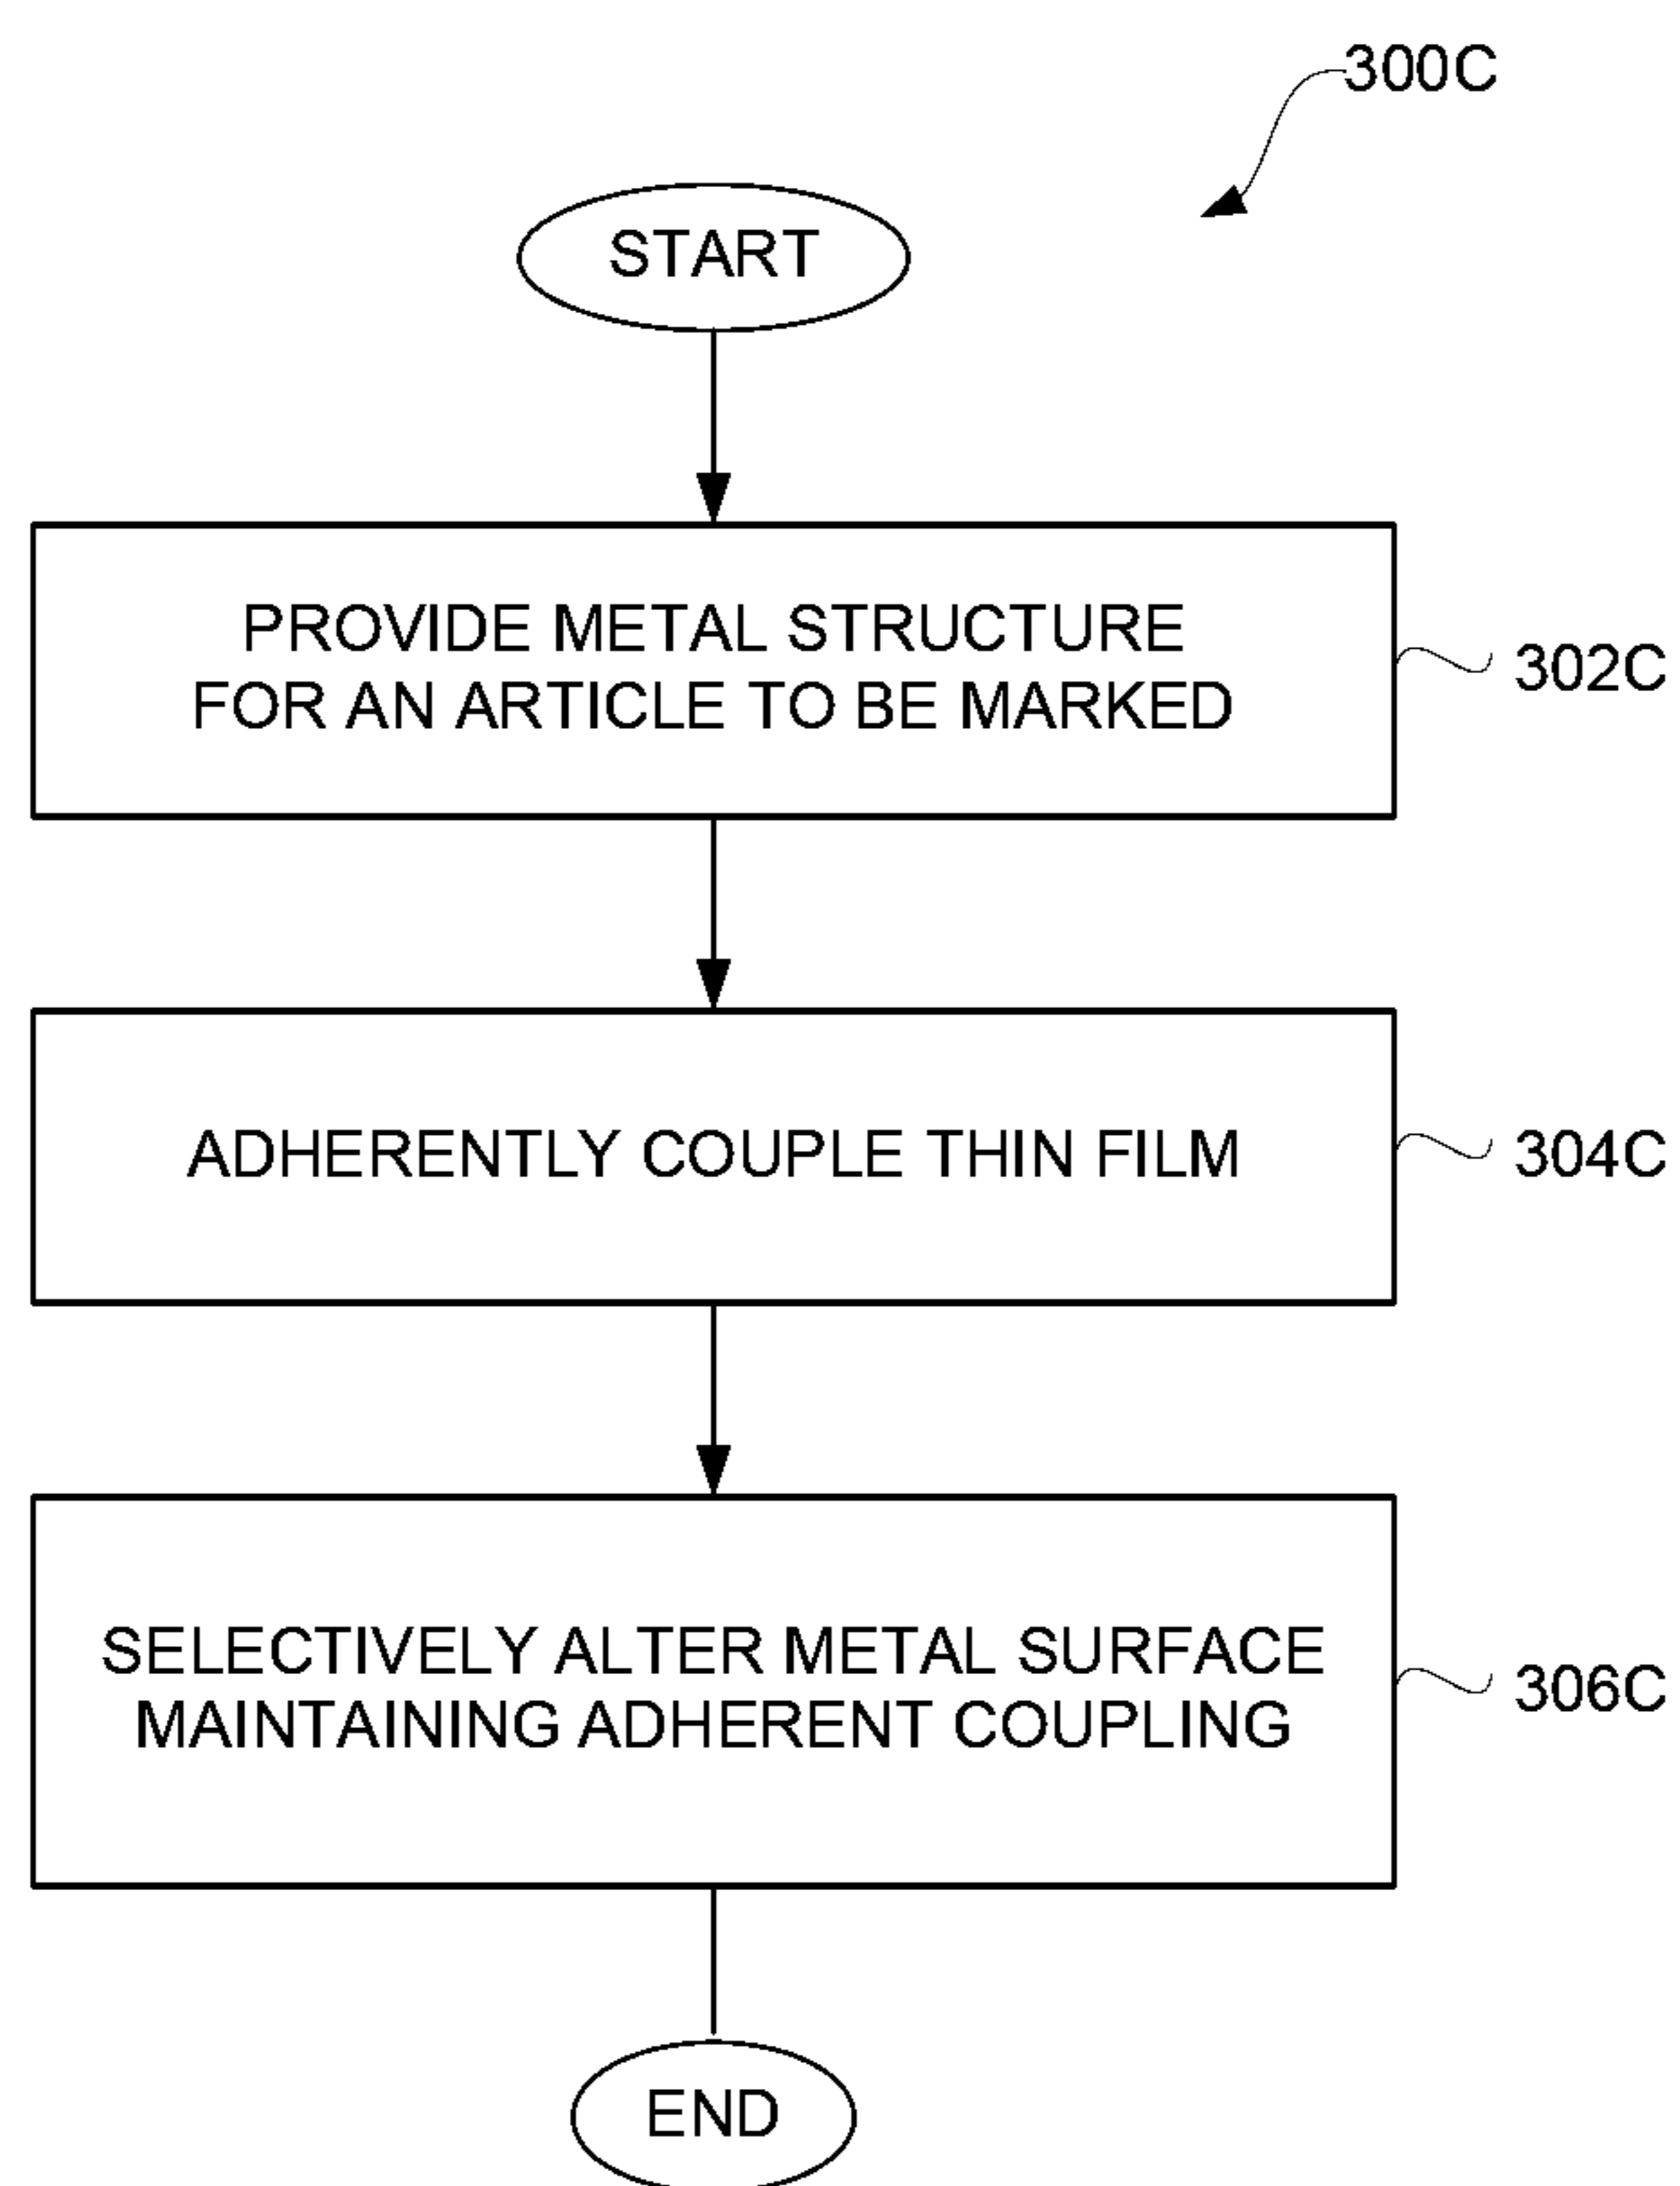 300C
START
PROVIDE METAL STRUCTURE
FOR AN ARTICLE TO BE MARKED
302C
ADHERENTLY COUPLE THIN FILM
304C
SELECTIVELY ALTER METAL SURFACE
MAINTAINING ADHERENT COUPLING
306C
END